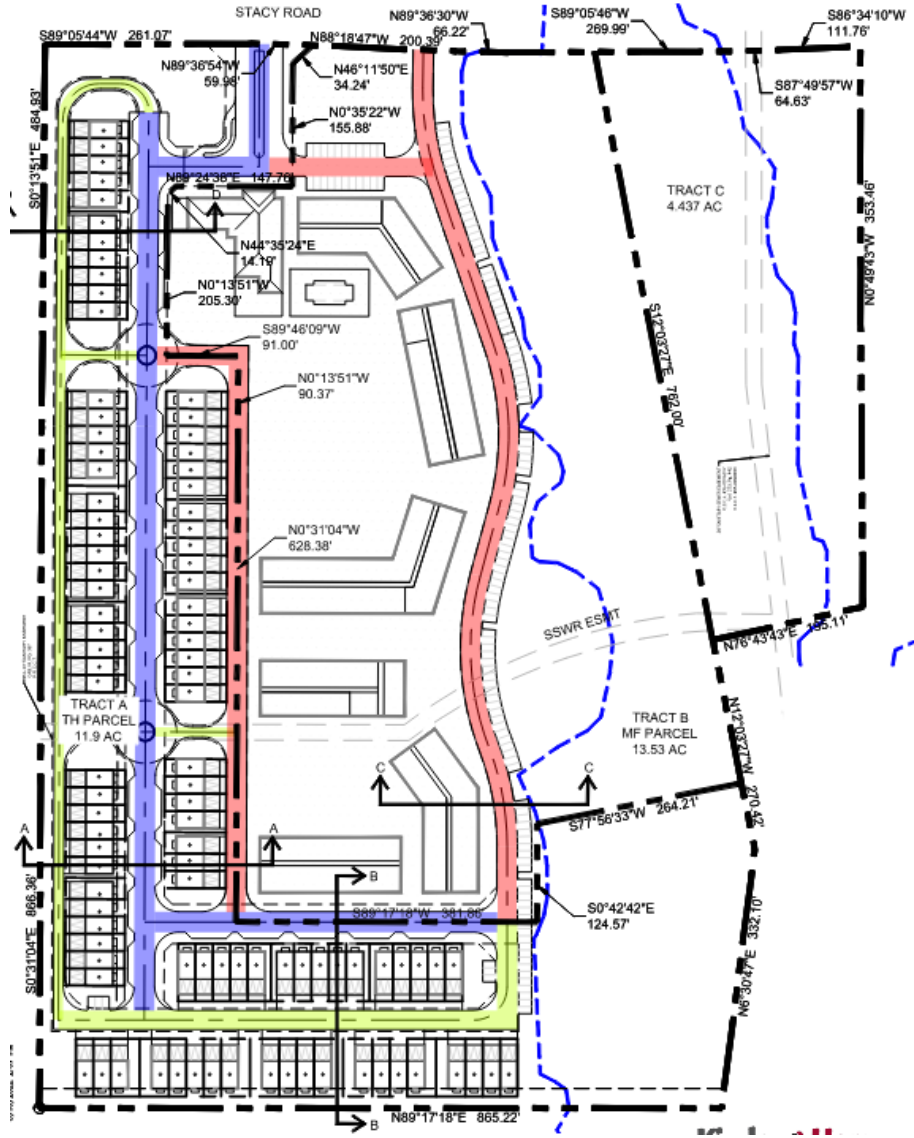 STACY ROAD
S89°05'44"W 261.07'
N88°18'47"W 200.39'
N89°36'30"W
66.22'
S89°05'46"W
269.99'
S86°34'10"W
111.76'
N89°36'54"W
59.98'
N46°11'50"E
34.24'
S87°49'57"W
64.63'
N0°35'22"W
155.88'
S0°13'51"E 484.93'
N89°24'38"E 147.76'
TRACT C
4.437 AC
N0°49'43"W 353.46'
D
N44°35'24"E
14.19'
N0°13'51"W
205.30'
S89°46'09"W
91.00'
S12°03'27"E 762.00'
N0°13'51"W
90.37'
N0°31'04"W
628.38'
SSWR ESMT
N76°43'43"E 155.11'
TRACT A
TH PARCEL
11.9 AC
TRACT B
MF PARCEL
13.53 AC
N12°03'27"W 270.42'
C
C
S77°56'33"W 264.21'
A
A
B
S0°31'04"E 866.36'
S89°17'18"W 381.86'
S0°42'42"E
124.57'
N6°30'47"E 332.10'
N89°17'18"E 865.22'
B